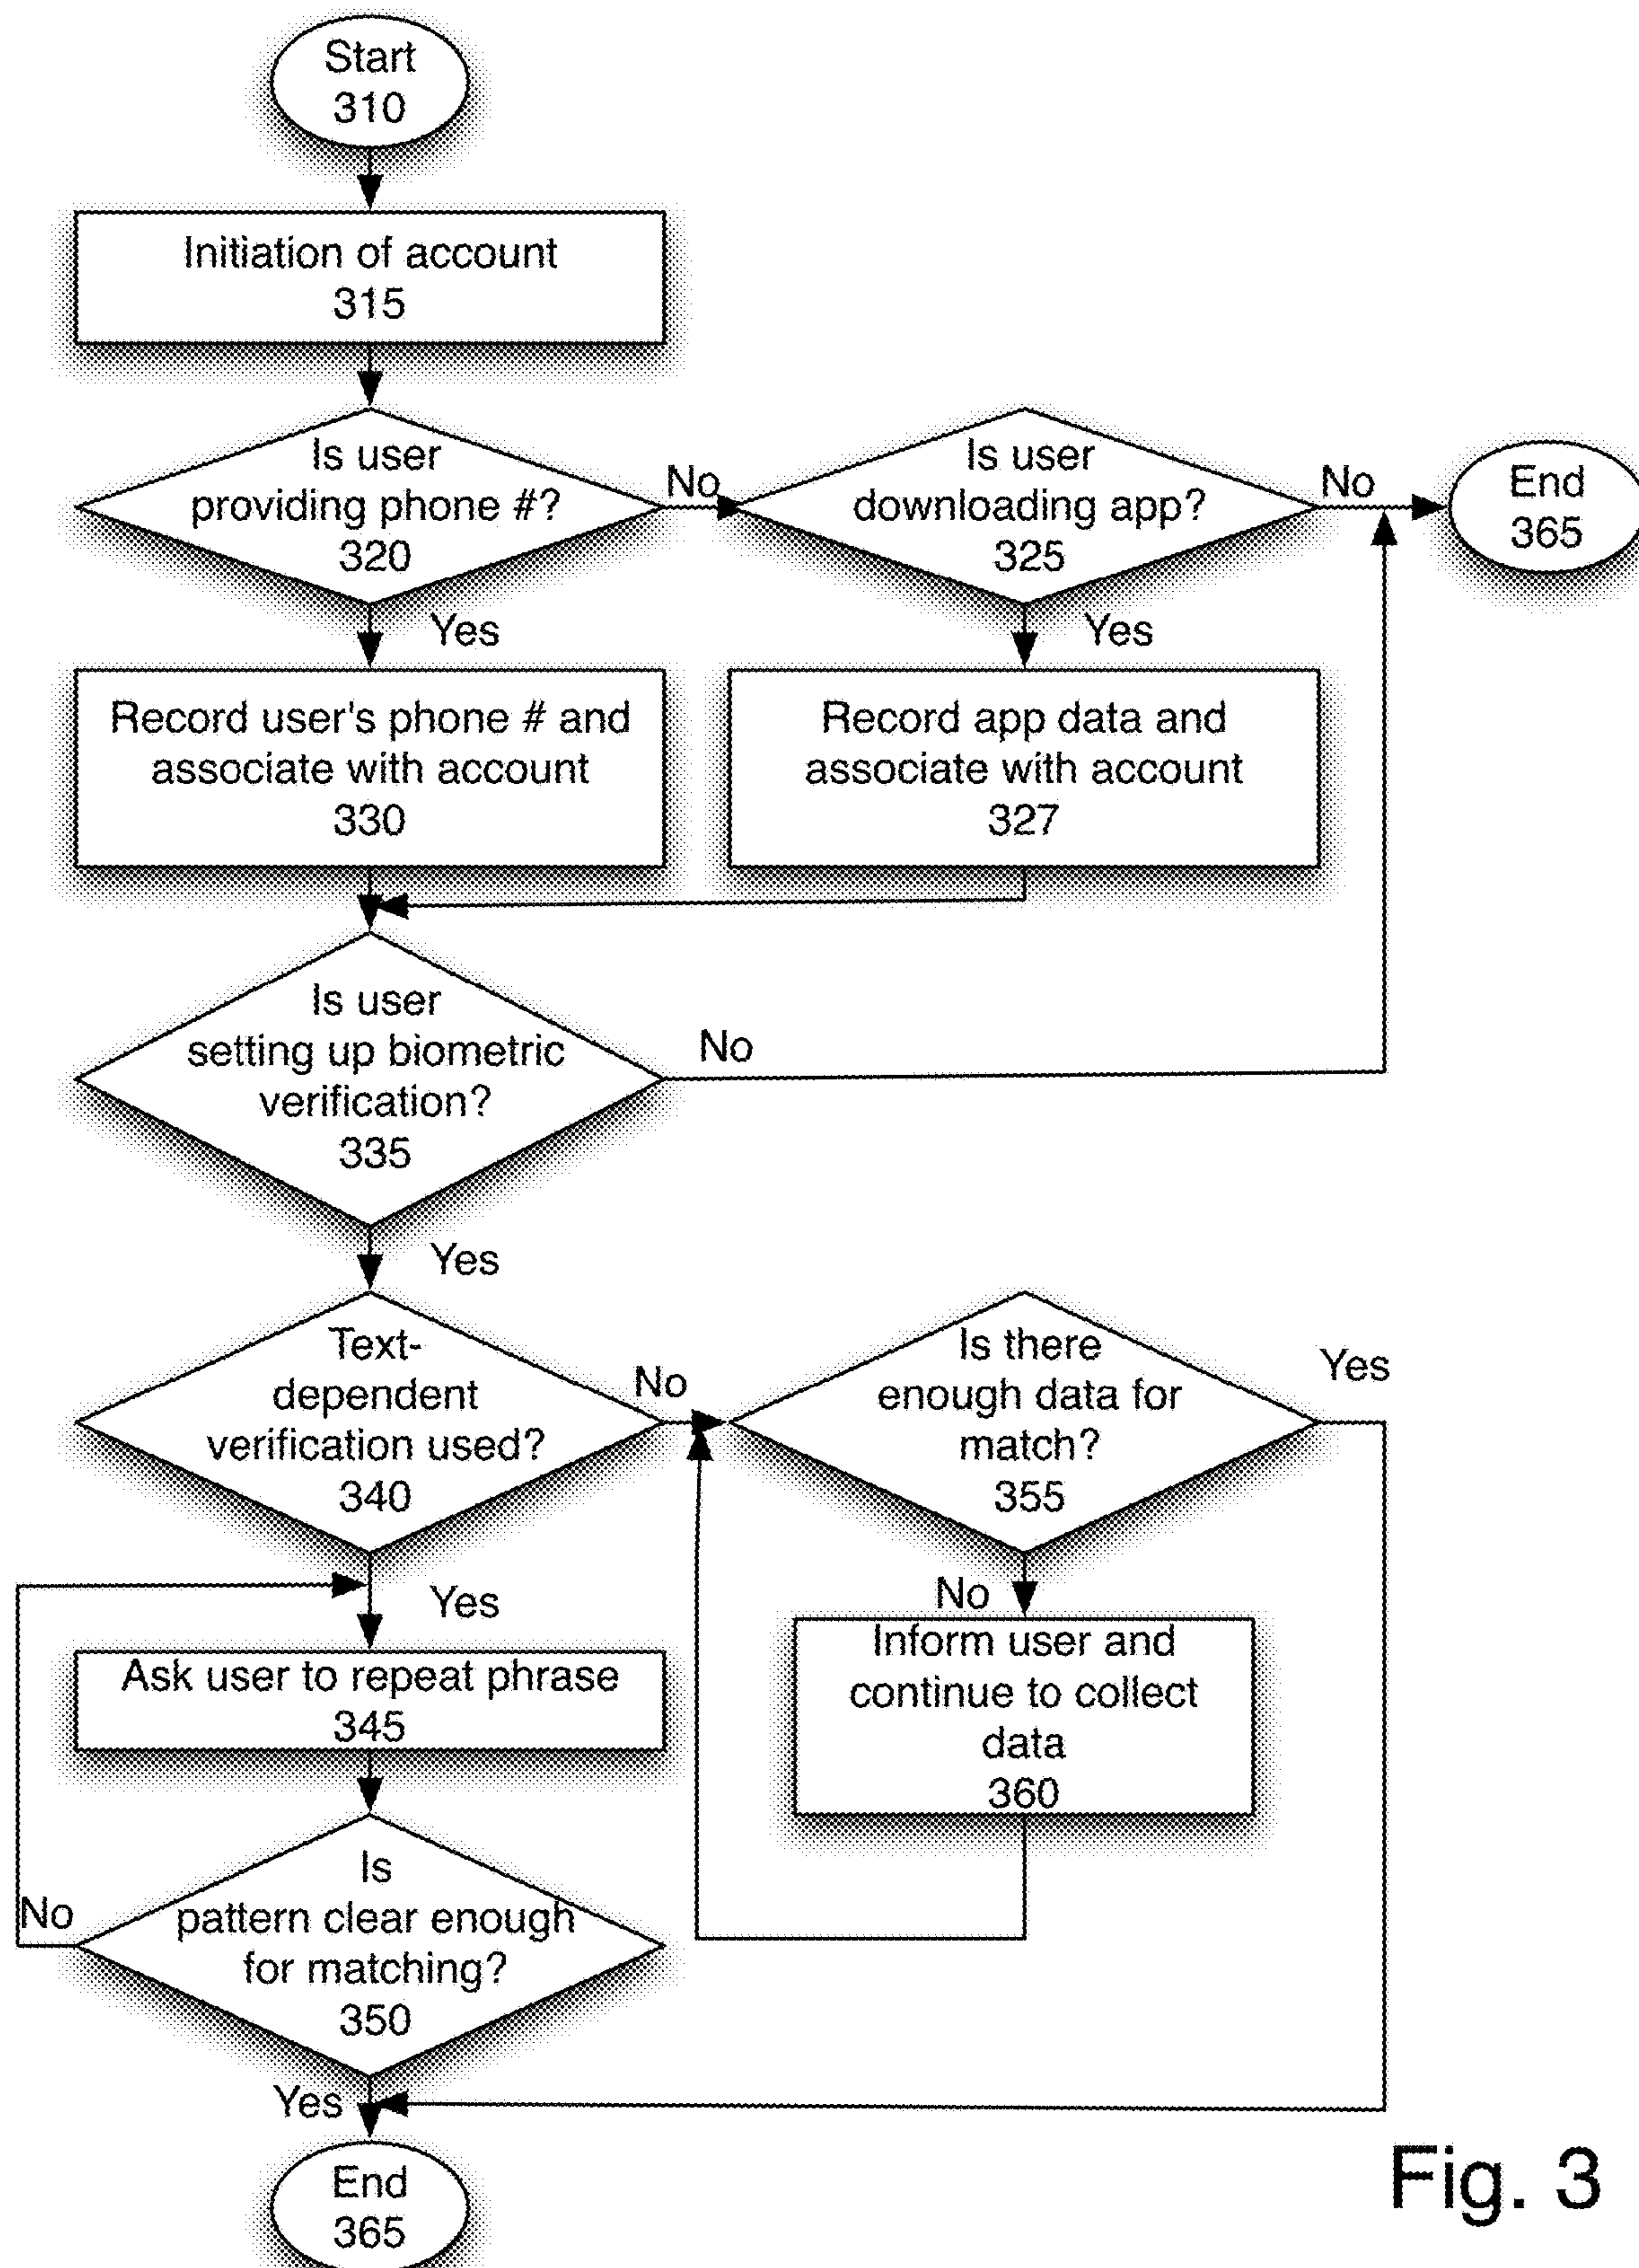 Start
310
Initiation of account
315
Is user
providing phone #?
320
No
Is user
downloading app?
325
No
End
365
Yes
Yes
Record user's phone # and
associate with account
330
Record app data and
associate with account
327
Is user
setting up biometric
verification?
335
No
Yes
Text-
dependent
verification used?
340
No
Is there
enough data for
match?
355
Yes
Yes
No
Ask user to repeat phrase
345
Inform user and
continue to collect
data
360
Is
pattern clear enough
for matching?
350
No
Yes
End
365
Fig. 3